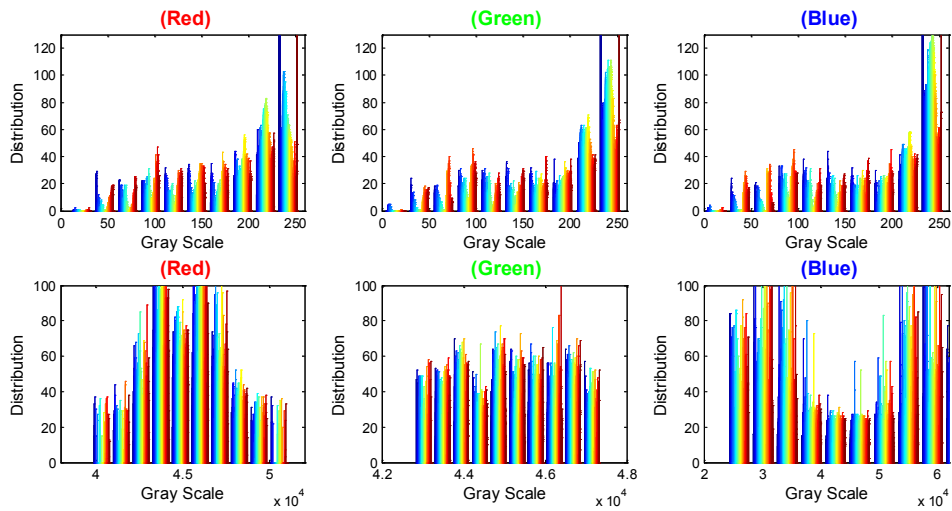 (Red) (Green) (Blue)
120 120 120
100 100 100
80 80 80
60 60 60
40 40 40
20 20 20
0 0 0
0 50 100 150 200 250 0 50 100 150 200 250 0 50 100 150 200 250
Distribution Distribution Distribution
Gray Scale Gray Scale Gray Scale
(Red) (Green) (Blue)
100 100 100
80 80 80
60 60 60
40 40 40
20 20 20
0 0 0
4 4.5 5 4.2 4.4 4.6 4.8 2 3 4 5 6
Distribution Distribution Distribution
Gray Scale Gray Scale Gray Scale
x 10^4 x 10^4 x 10^4